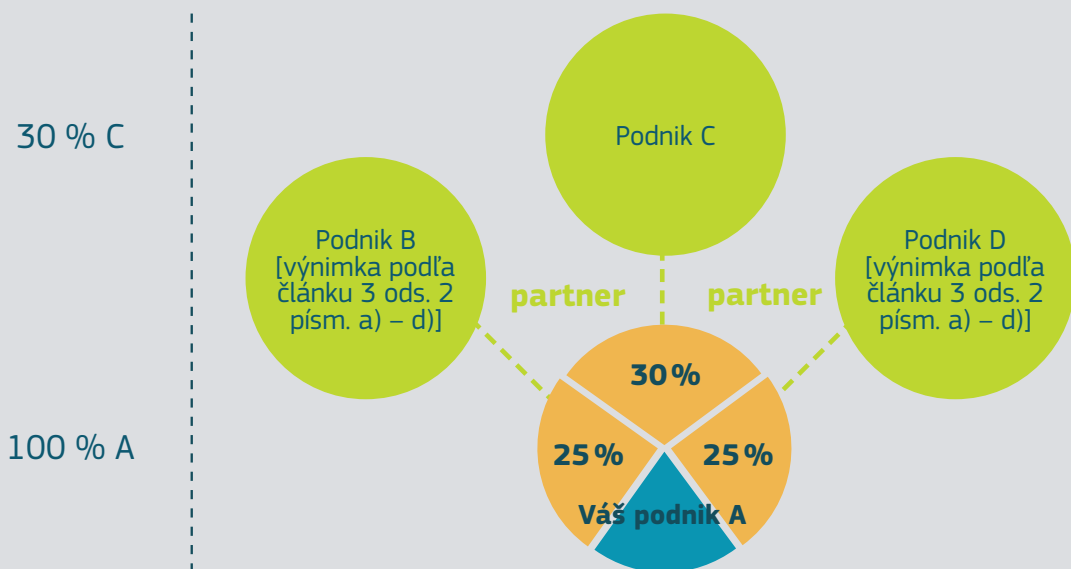 30 % C
Podnik C
Podnik B
[výnimka podľa
článku 3 ods. 2
písm. a) – d)]
Podnik D
[výnimka podľa
článku 3 ods. 2
písm. a) – d)]
partner
partner
30 %
100 % A
25 %
25 %
Váš podnik A